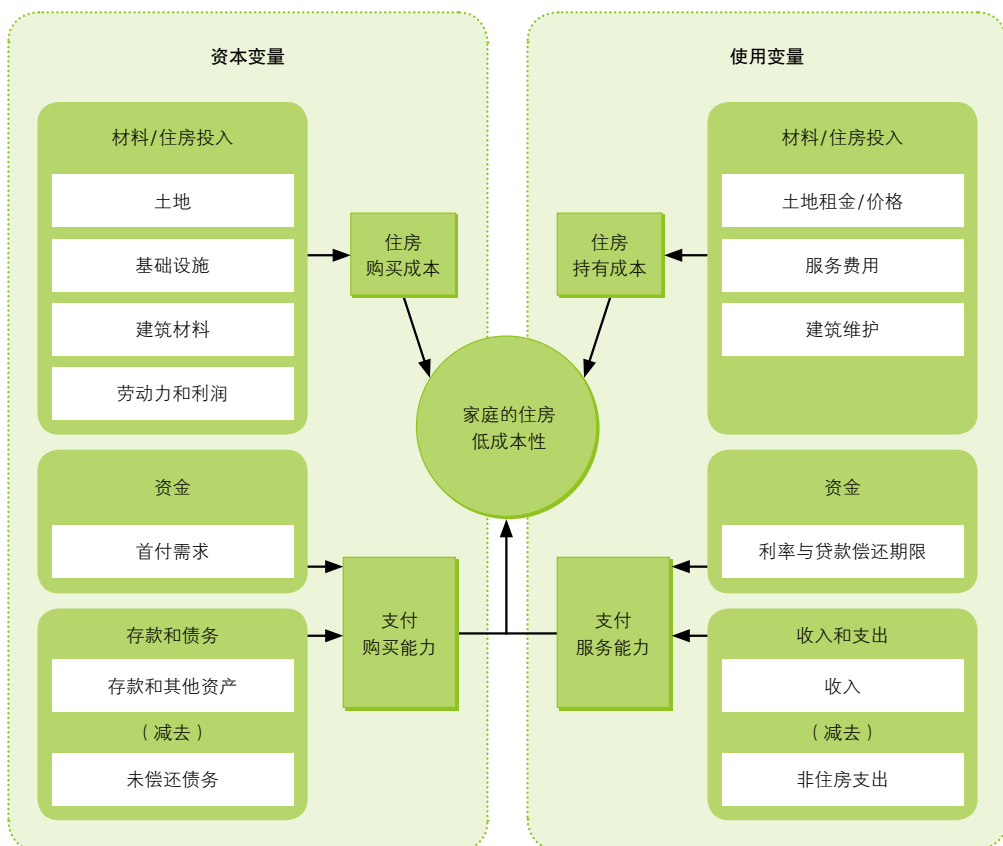 资本变量
材料/住房投入
土地
基础设施
建筑材料
劳动力和利润
资金
首付需求
存款和债务
存款和其他资产
（减去）
未偿还债务
住房
购买成本
支付
购买能力
家庭的住房
低成本性
使用变量
住房
持有成本
支付
服务能力
材料/住房投入
土地租金/价格
服务费用
建筑维护
资金
利率与贷款偿还期限
收入和支出
收入
（减去）
非住房支出